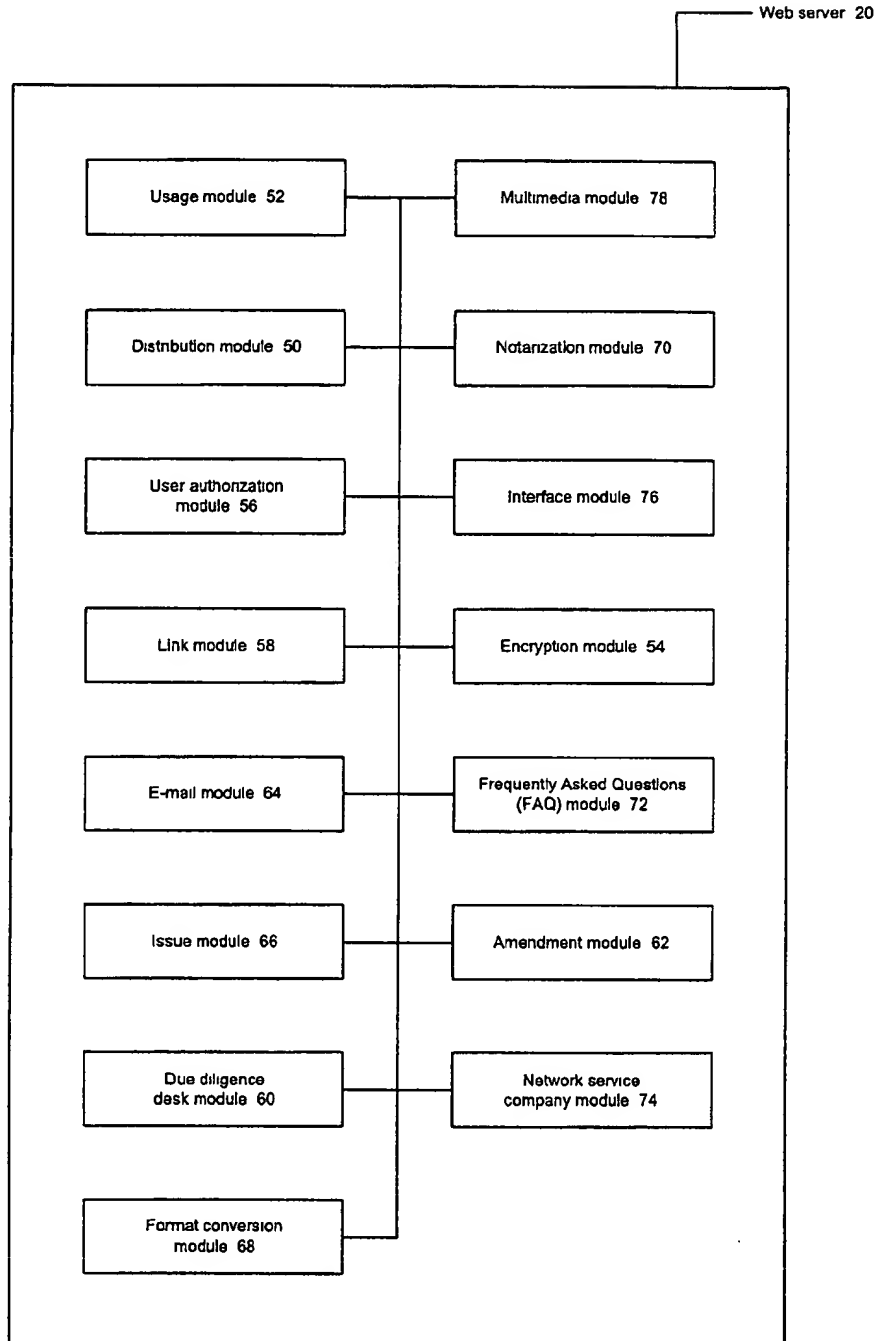 Web server 20
Usage module 52
Multimedia module 78
Distribution module 50
Notarization module 70
User authorization
module 56
Interface module 76
Link module 58
Encryption module 54
E-mail module 64
Frequently Asked Questions
(FAQ) module 72
Issue module 66
Amendment module 62
Due diligence
desk module 60
Network service
company module 74
Format conversion
module 68